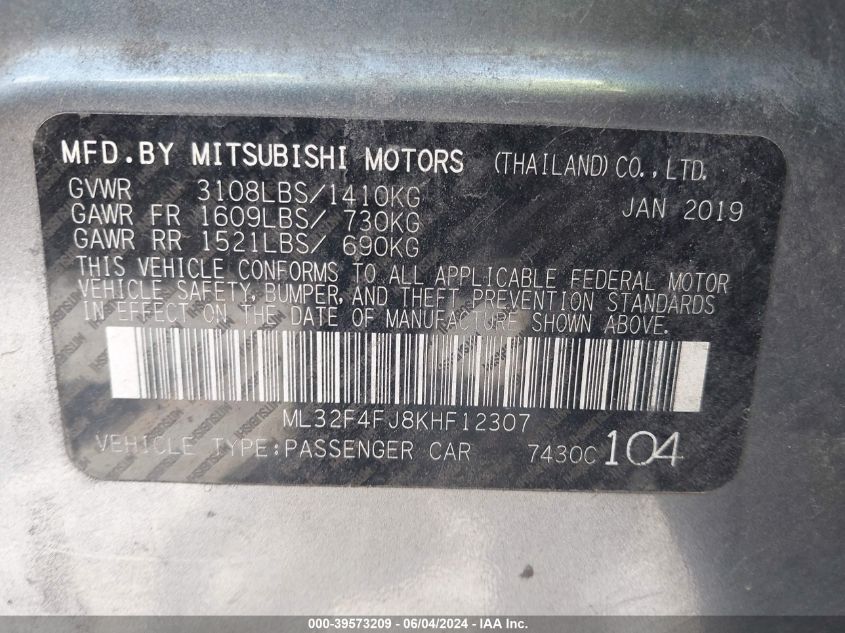 MFD.BY MITSUBISHI MOTORS (THAILAND) CO., LTD.
GVWR 3108LBS/1410KG JAN 2019
GAWR FR 1609LBS/ 730KG
GAWR RR 1521LBS/ 690KG
THIS VEHICLE CONFORMS TO ALL APPLICABLE FEDERAL MOTOR
VEHICLE SAFETY, BUMPER, AND THEFT PREVENTION STANDARDS
IN EFFECT ON THE DATE OF MANUFACTURE SHOWN ABOVE.
ML32F4FJ8KHF12307
VEHICLE TYPE:PASSENGER CAR 7430C 104
000-39573209 - 06/04/2024 - IAAI.com